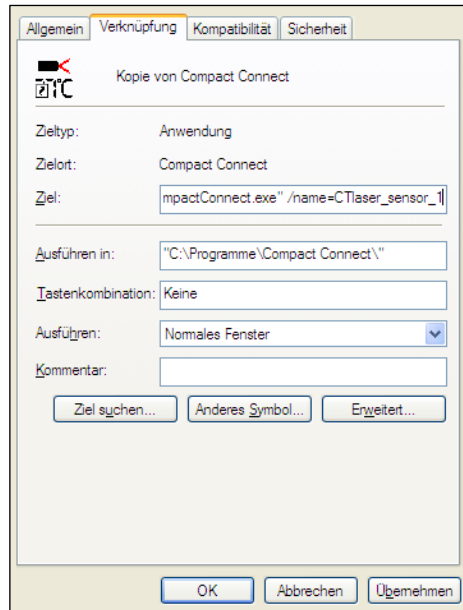 Allgemein Verknüpfung Kompatibilität Sicherheit
Kopie von Compact Connect
Zieltyp: Anwendung
Zielort: Compact Connect
Ziel: mpactConnect.exe" /name=CTlaser_sensor_1
Ausführen in: "C:\Programme\Compact Connect\"
Tastenkombination: Keine
Ausführen: Normales Fenster
Kommentar:
Ziel suchen... Anderes Symbol... Erweitert...
OK Abbrechen Übernehmen